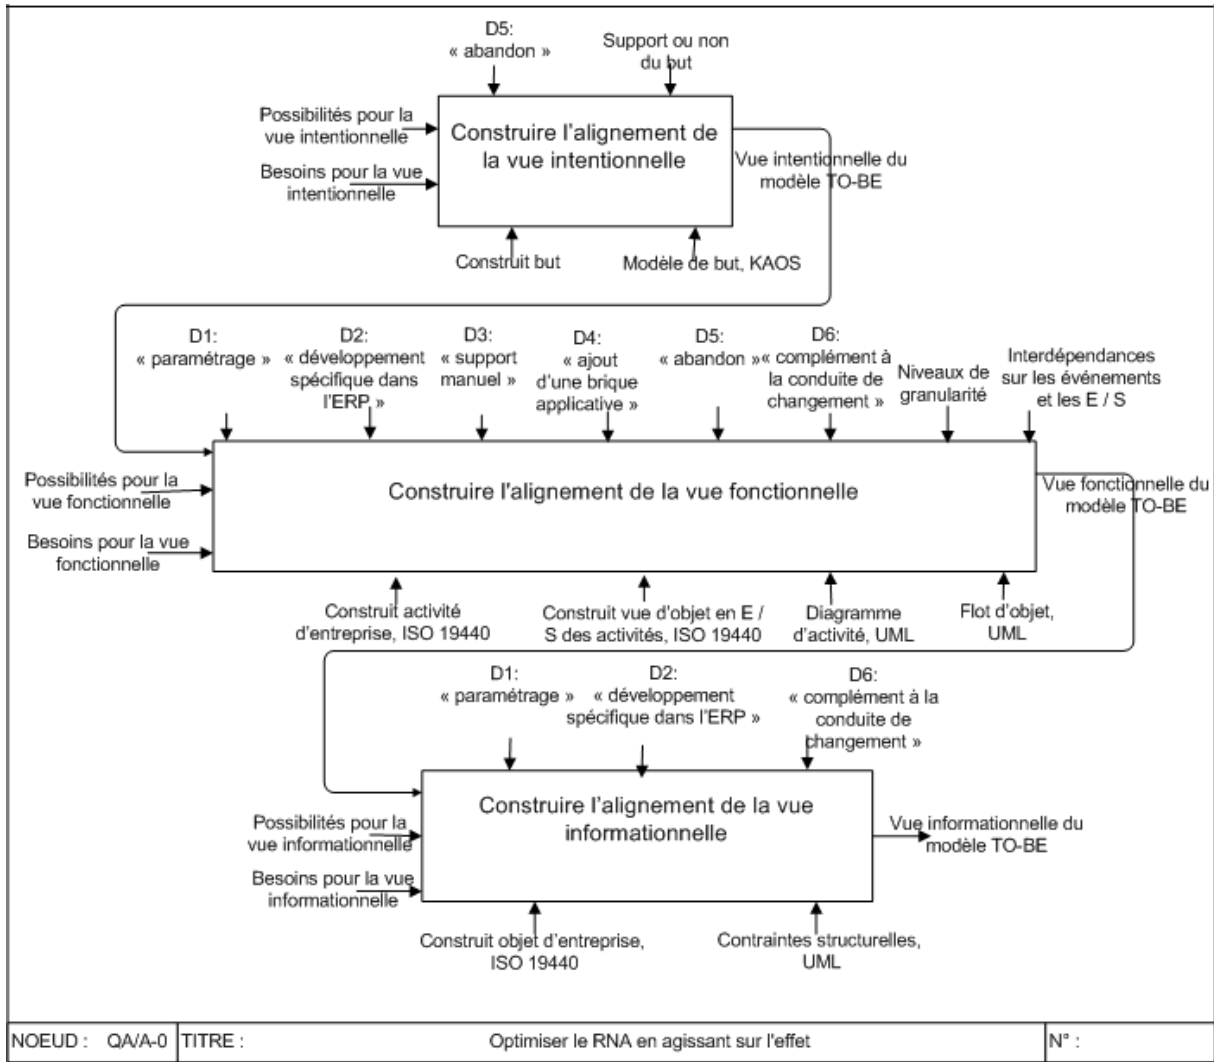 D5:
« abandon »
Support ou non
du but
Possibilités pour la
vue intentionnelle
Besoins pour la vue
intentionnelle
Construire l'alignement de
la vue intentionnelle
Vue intentionnelle du
modèle TO-BE
Construit but
Modèle de but, KAOS
D1:
« paramétrage »
D2:
« développement
spécifique dans
l'ERP »
D3:
« support
manuel »
D4:
« ajout
d'une brique
applicative »
D5:
« abandon »
D6:
« complément à
la conduite de
changement »
Niveaux de
granularité
Interdépendances
sur les événements
et les E / S
Possibilités pour la
vue fonctionnelle
Besoins pour la vue
fonctionnelle
Construire l'alignement de la vue fonctionnelle
Vue fonctionnelle du
modèle TO-BE
Construit activité
d'entreprise, ISO 19440
Construit vue d'objet en E /
S des activités, ISO 19440
Diagramme
d'activité, UML
Flot d'objet,
UML
D1:
« paramétrage »
D2:
« développement
spécifique dans l'ERP »
D6:
« complément à la
conduite de
changement »
Possibilités pour la
vue informationnelle
Besoins pour la vue
informationnelle
Construire l'alignement de la vue
informationnelle
Vue informationnelle du
modèle TO-BE
Construit objet d'entreprise,
ISO 19440
Contraintes structurelles,
UML
NOEUD : QA/A-0 TITRE : Optimiser le RNA en agissant sur l'effet N° :